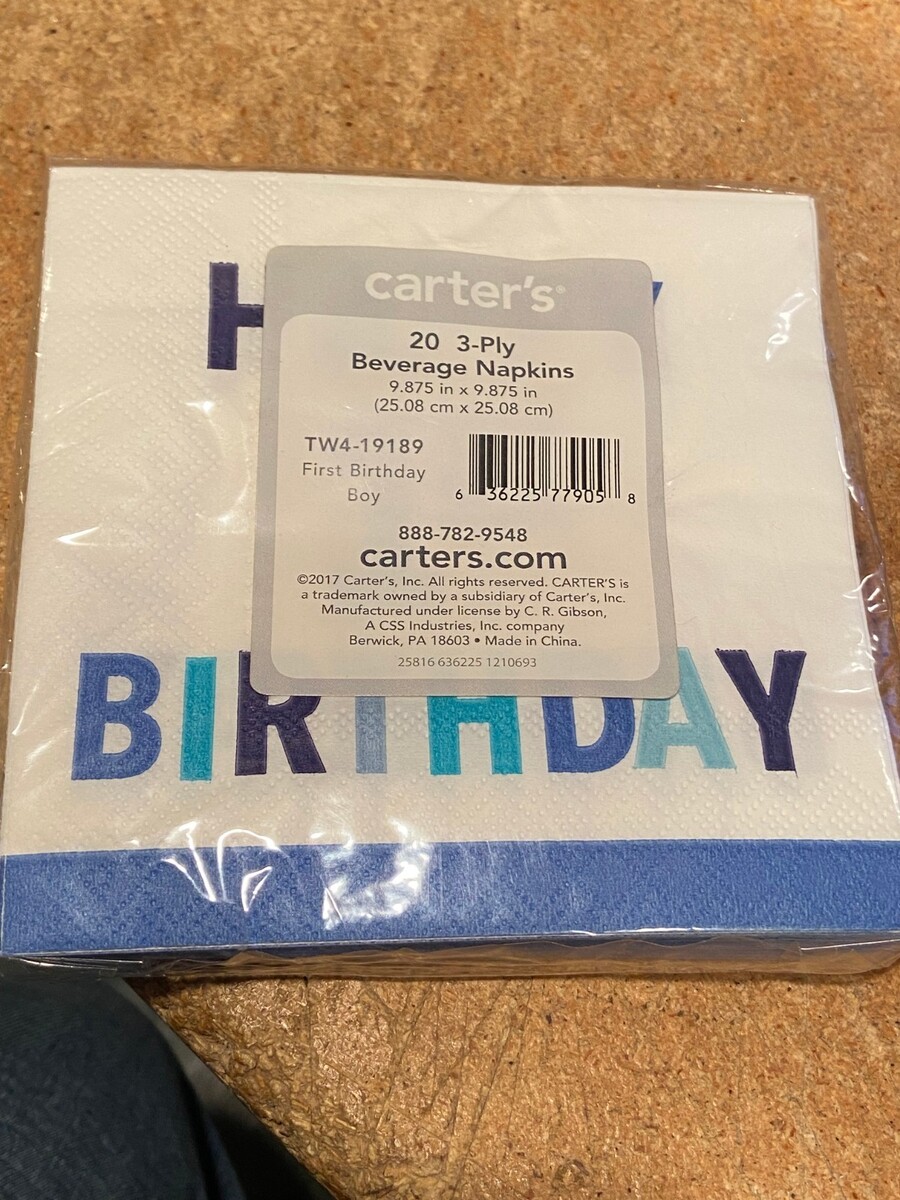 H
carter's®
20 3-Ply
Beverage Napkins
9.875 in x 9.875 in
(25.08 cm x 25.08 cm)
TW4-19189
First Birthday
Boy
6 36225 77905 8
888-782-9548
carters.com
©2017 Carter's, Inc. All rights reserved. CARTER'S is
a trademark owned by a subsidiary of Carter's, Inc.
Manufactured under license by C. R. Gibson,
A CSS Industries, Inc. company
Berwick, PA 18603 • Made in China.
25816 636225 1210693
BIRTHDAY